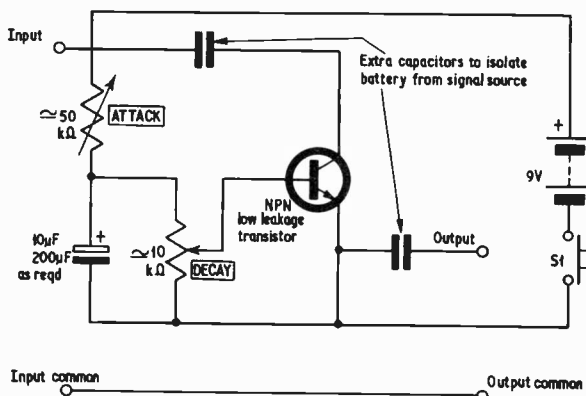 Input
Extra capacitors to isolate
battery from signal source
≃50
kΩ
ATTACK
+
9V
NPN
low leakage
transistor
10µF
200µF
as reqd
+
≃10
kΩ
DECAY
Output
S1
Input common
Output common